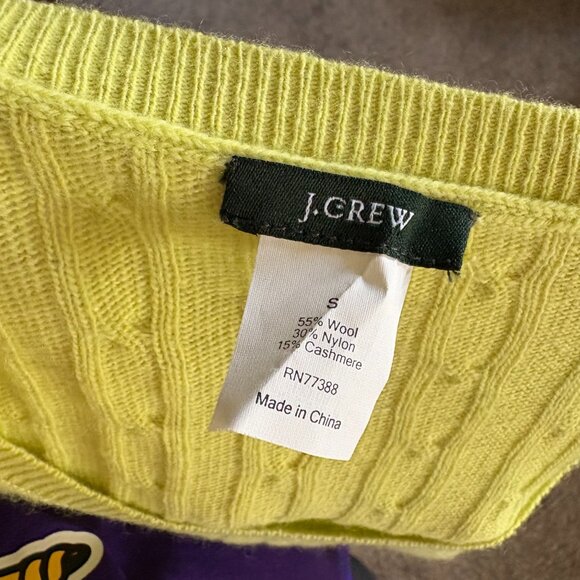 J.CREW
S
55% Wool
30% Nylon
15% Cashmere
RN77388
Made in China